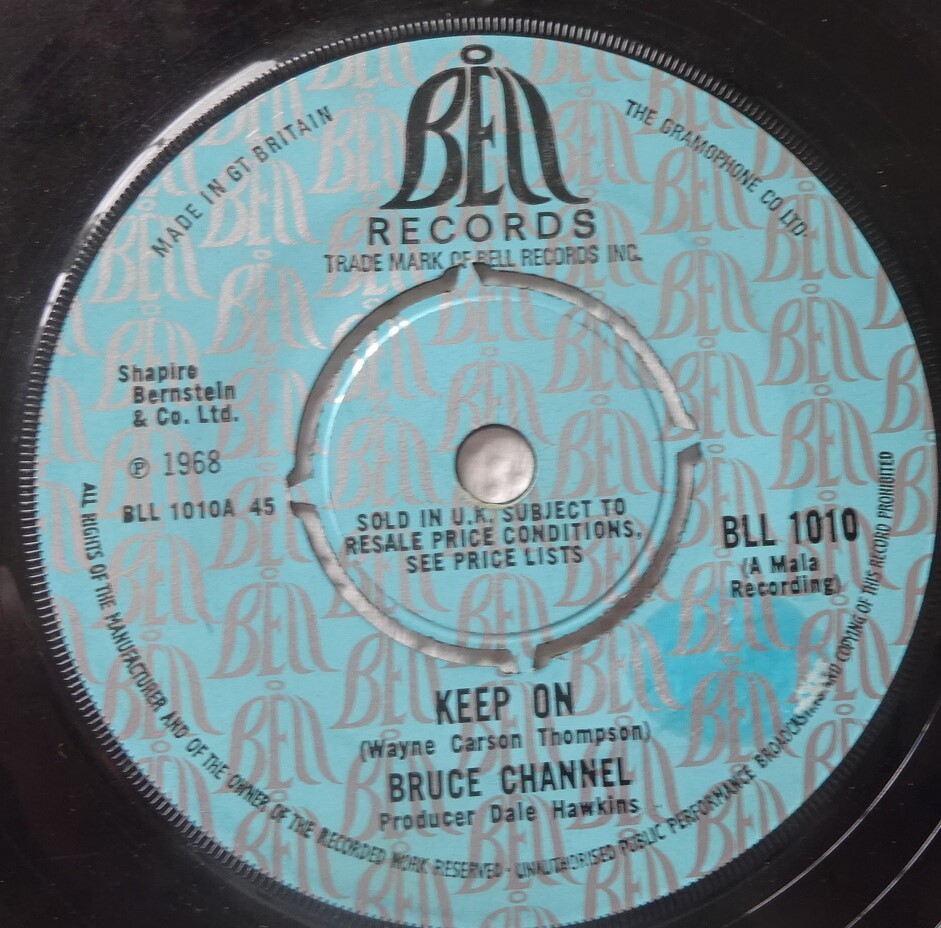 BELL
RECORDS
TRADE MARK OF BELL RECORDS INC.
MADE IN GT BRITAIN
THE GRAMOPHONE CO LTD.
Shapiro
Bernstein
& Co. Ltd.
℗ 1968
BLL 1010A 45
SOLD IN U.K. SUBJECT TO
RESALE PRICE CONDITIONS,
SEE PRICE LISTS
BLL 1010
(A Mala
Recording)
KEEP ON
(Wayne Carson Thompson)
BRUCE CHANNEL
Producer Dale Hawkins
ALL RIGHTS OF THE MANUFACTURER AND OF THE OWNER OF THE RECORDED WORK RESERVED · UNAUTHORISED PUBLIC PERFORMANCE AND COPYING OF THIS RECORD PROHIBITED